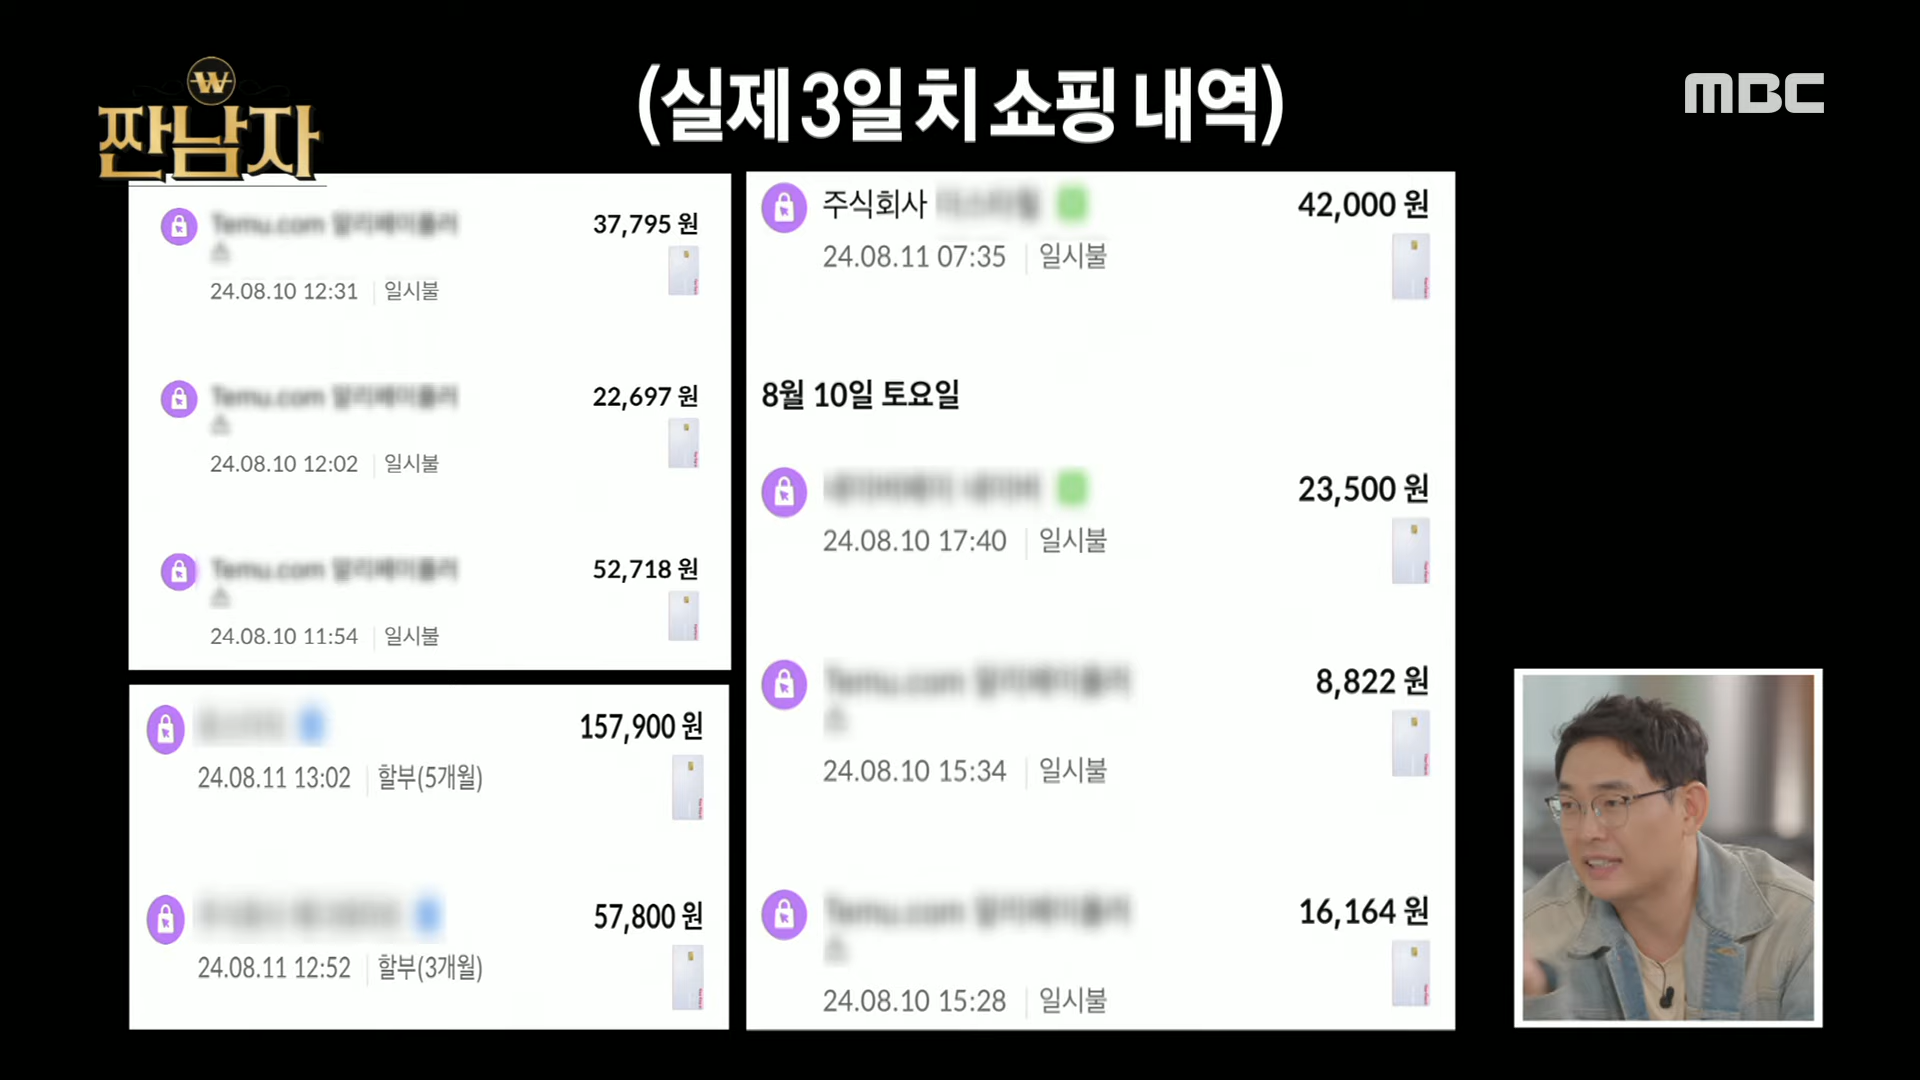 짠남자
(실제 3일 치 쇼핑 내역)
MBC
37,795 원
24.08.10 12:31 일시불
22,697 원
24.08.10 12:02 일시불
52,718 원
24.08.10 11:54 일시불
157,900 원
24.08.11 13:02 할부(5개월)
57,800 원
24.08.11 12:52 할부(3개월)
주식회사
42,000 원
24.08.11 07:35 일시불
8월 10일 토요일
23,500 원
24.08.10 17:40 일시불
8,822 원
24.08.10 15:34 일시불
16,164 원
24.08.10 15:28 일시불